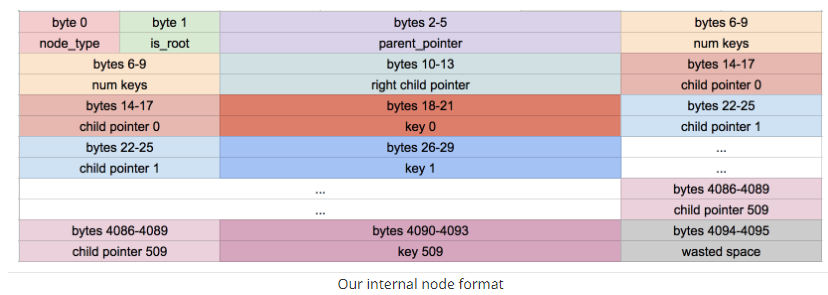 byte 0 byte 1 bytes 2-5 bytes 6-9
node_type is_root parent_pointer num keys
bytes 6-9 bytes 10-13 bytes 14-17
num keys right child pointer child pointer 0
bytes 14-17 bytes 18-21 bytes 22-25
child pointer 0 key 0 child pointer 1
bytes 22-25 bytes 26-29 ...
child pointer 1 key 1 ...
... bytes 4086-4089
... child pointer 509
bytes 4086-4089 bytes 4090-4093 bytes 4094-4095
child pointer 509 key 509 wasted space
Our internal node format